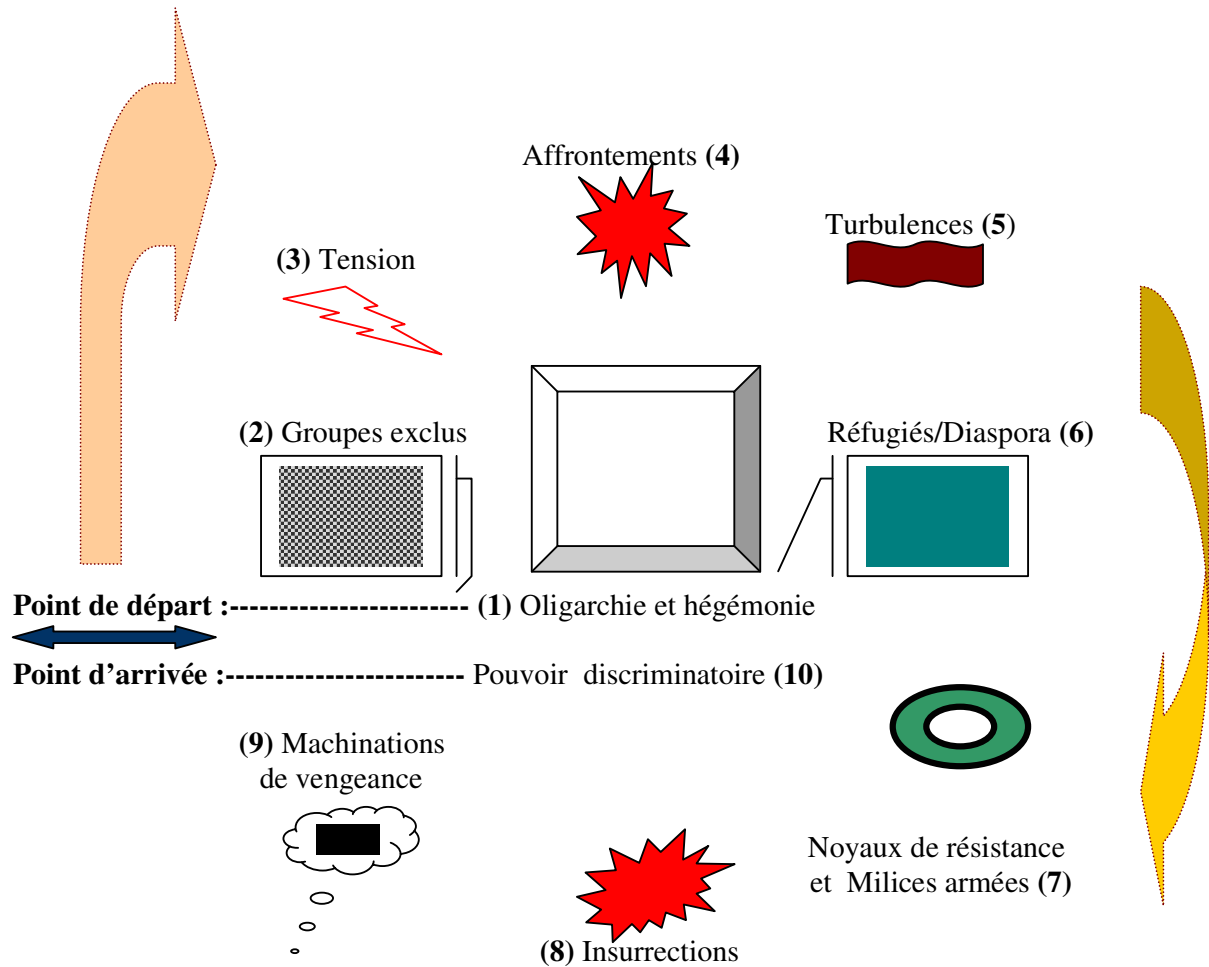 Affrontements (4)
Turbulences (5)
(3) Tension
(2) Groupes exclus
Réfugiés/Diaspora (6)
Point de départ :------------------------ (1) Oligarchie et hégémonie
Point d’arrivée :------------------------ Pouvoir discriminatoire (10)
(9) Machinations
de vengeance
Noyaux de résistance
et Milices armées (7)
(8) Insurrections